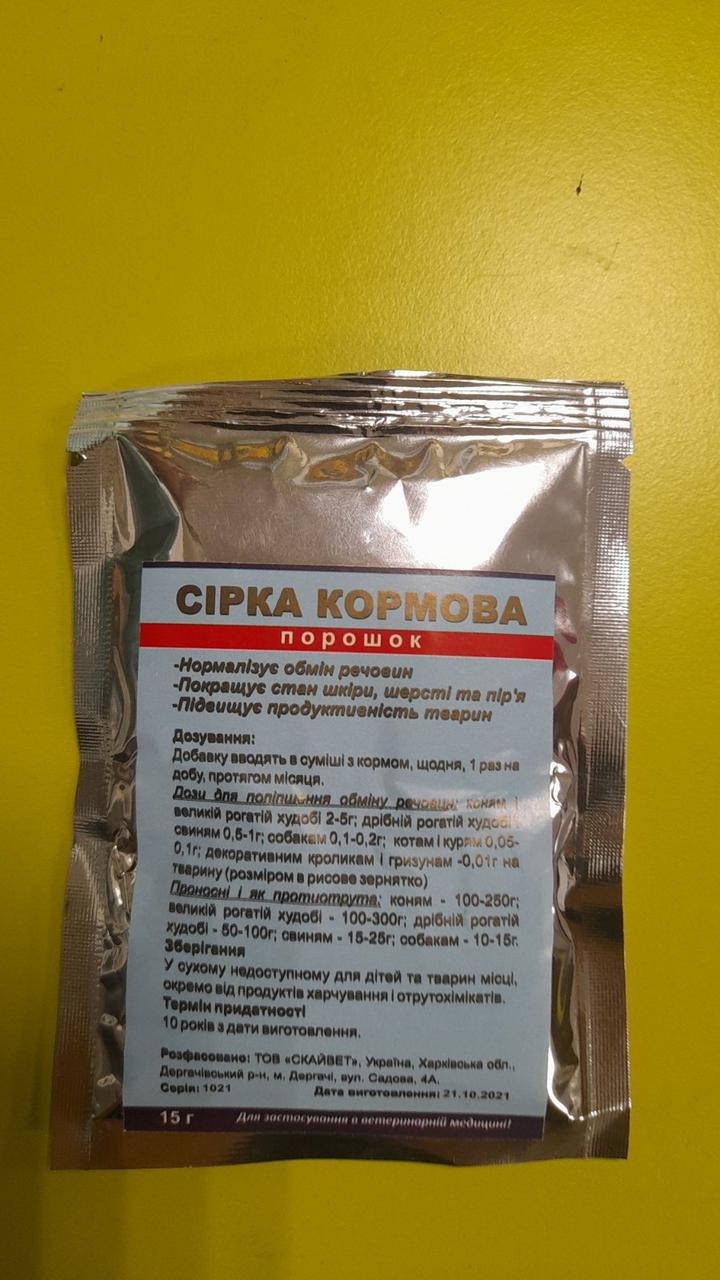 СІРКА КОРМОВА
порошок
-Нормалізує обмін речовин
-Покращує стан шкіри, шерсті та пір'я
-Підвищує продуктивність тварин
Дозування:
Добавку вводять в суміші з кормом, щодня, 1 раз на
добу, протягом місяця.
Дози для поліпшення обміну речовин: коням і
великій рогатій худобі 2-5г; дрібній рогатій худобі і
свиням 0,5-1г; собакам 0,1-0,2г; котам і курям 0,05-
0,1г; декоративним кроликам і гризунам -0,01г на
тварину (розміром в рисове зернятко)
Проносні і як протиотрута: коням - 100-250г;
великій рогатій худобі - 100-300г; дрібній рогатій
худобі - 50-100г; свиням - 15-25г; собакам - 10-15г.
Зберігання
У сухому недоступному для дітей та тварин місці,
окремо від продуктів харчування і отрутохімікатів.
Термін придатності
10 років з дати виготовлення.
Розфасовано: ТОВ «СКАЙВЕТ», Україна, Харківська обл.,
Дергачівський р-н, м. Дергачі, вул. Садова, 4А.
Серія: 1021 Дата виготовлення: 21.10.2021
15 г Для застосування в ветеринарній медицині!